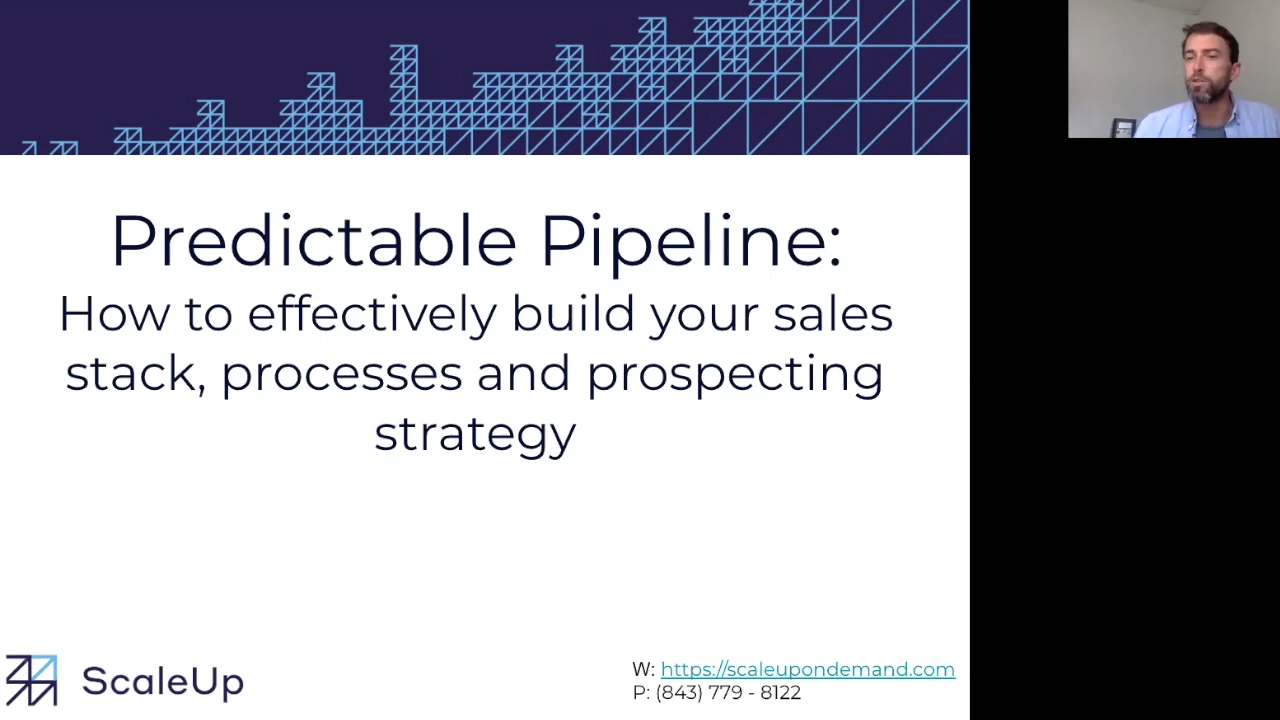 Predictable Pipeline:
How to effectively build your sales
stack, processes and prospecting
strategy
ScaleUp
W: https://scaleupondemand.com
P: (843) 779 - 8122